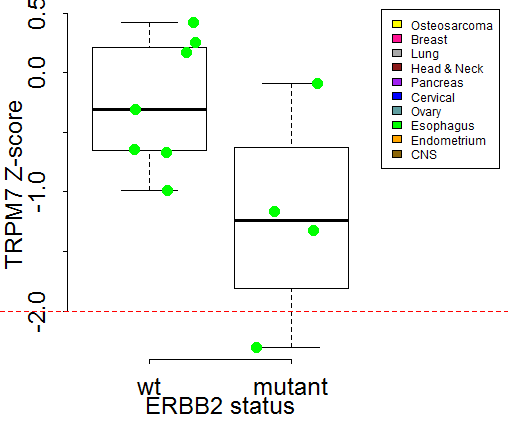 TRPM7 Z-score
0.5
0.0
-1.0
-2.0
wt mutant
ERBB2 status
Osteosarcoma
Breast
Lung
Head & Neck
Pancreas
Cervical
Ovary
Esophagus
Endometrium
CNS